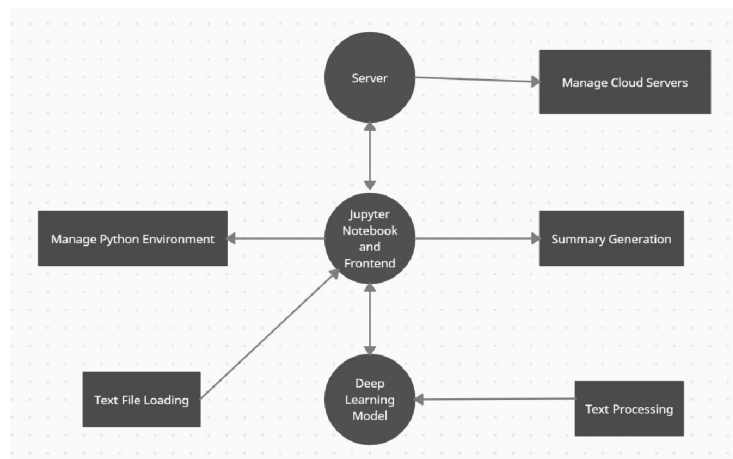 Server
Manage Cloud Servers
Manage Python Environment
Jupyter
Notebook
and
Frontend
Summary Generation
Text File Loading
Deep
Learning
Model
Text Processing